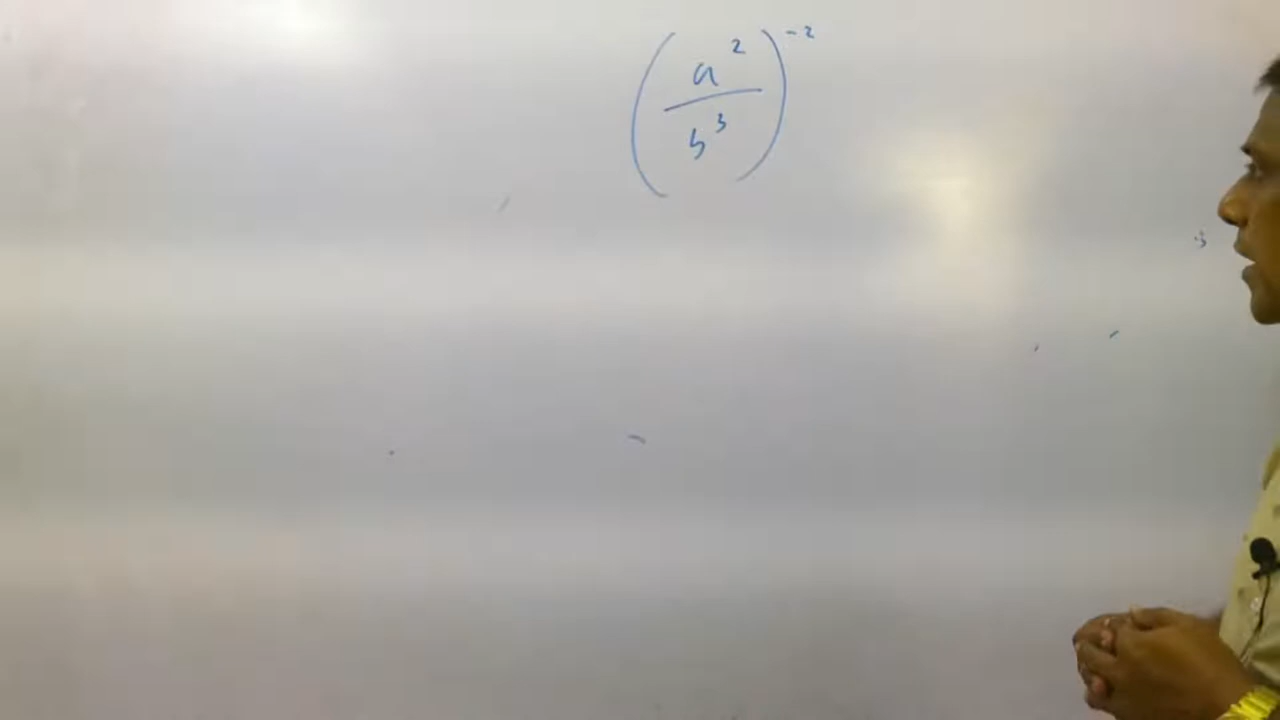 (a² / b³)⁻²